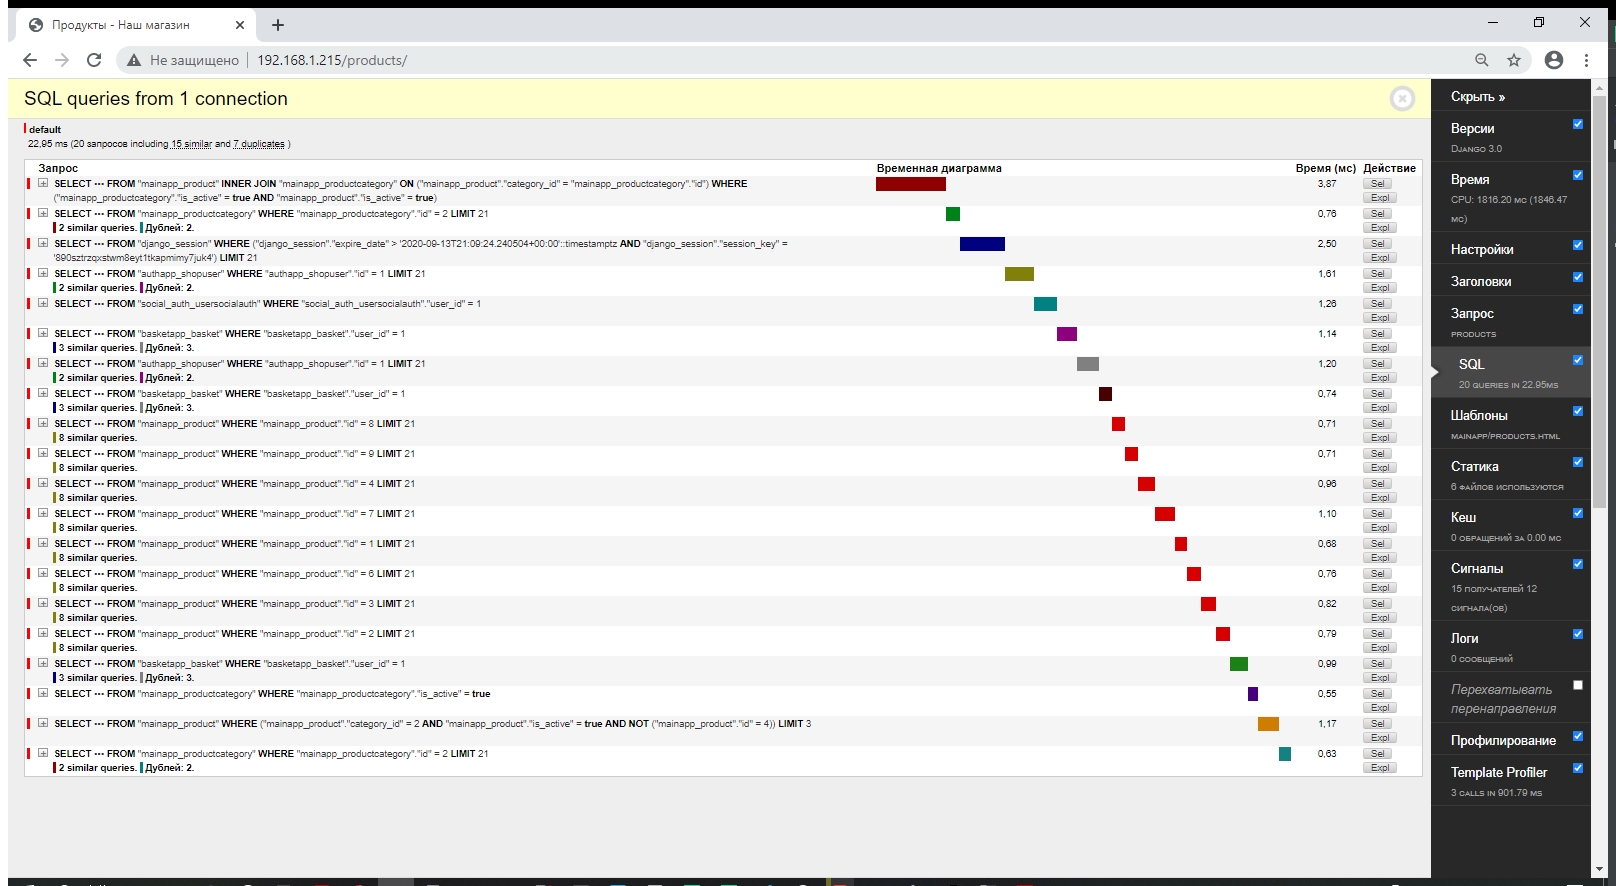 Продукты - Наш магазин
Не защищено 192.168.1.215/products/
SQL queries from 1 connection
default
22,95 ms (20 запросов including 15 similar and 7 duplicates )
Запрос Временная диаграмма Время (мс) Действие
SELECT ••• FROM "mainapp_product" INNER JOIN "mainapp_productcategory" ON ("mainapp_product"."category_id" = "mainapp_productcategory"."id") WHERE 3,87 Sel
("mainapp_productcategory"."is_active" = true AND "mainapp_product"."is_active" = true) Expl
SELECT ••• FROM "mainapp_productcategory" WHERE "mainapp_productcategory"."id" = 2 LIMIT 21 0,76 Sel
2 similar queries. Дублей: 2. Expl
SELECT ••• FROM "django_session" WHERE ("django_session"."expire_date" > '2020-09-13T21:09:24.240504+00:00'::timestamptz AND "django_session"."session_key" = 2,50 Sel
'890sztrzqxstwm8eyt1tkapmimy7juk4') LIMIT 21 Expl
SELECT ••• FROM "authapp_shopuser" WHERE "authapp_shopuser"."id" = 1 LIMIT 21 1,61 Sel
2 similar queries. Дублей: 2. Expl
SELECT ••• FROM "social_auth_usersocialauth" WHERE "social_auth_usersocialauth"."user_id" = 1 1,26 Sel
Expl
SELECT ••• FROM "basketapp_basket" WHERE "basketapp_basket"."user_id" = 1 1,14 Sel
3 similar queries. Дублей: 3. Expl
SELECT ••• FROM "authapp_shopuser" WHERE "authapp_shopuser"."id" = 1 LIMIT 21 1,20 Sel
2 similar queries. Дублей: 2. Expl
SELECT ••• FROM "basketapp_basket" WHERE "basketapp_basket"."user_id" = 1 0,74 Sel
3 similar queries. Дублей: 3. Expl
SELECT ••• FROM "mainapp_product" WHERE "mainapp_product"."id" = 8 LIMIT 21 0,71 Sel
8 similar queries. Expl
SELECT ••• FROM "mainapp_product" WHERE "mainapp_product"."id" = 9 LIMIT 21 0,71 Sel
8 similar queries. Expl
SELECT ••• FROM "mainapp_product" WHERE "mainapp_product"."id" = 4 LIMIT 21 0,96 Sel
8 similar queries. Expl
SELECT ••• FROM "mainapp_product" WHERE "mainapp_product"."id" = 7 LIMIT 21 1,10 Sel
8 similar queries. Expl
SELECT ••• FROM "mainapp_product" WHERE "mainapp_product"."id" = 1 LIMIT 21 0,68 Sel
8 similar queries. Expl
SELECT ••• FROM "mainapp_product" WHERE "mainapp_product"."id" = 6 LIMIT 21 0,76 Sel
8 similar queries. Expl
SELECT ••• FROM "mainapp_product" WHERE "mainapp_product"."id" = 3 LIMIT 21 0,82 Sel
8 similar queries. Expl
SELECT ••• FROM "mainapp_product" WHERE "mainapp_product"."id" = 2 LIMIT 21 0,79 Sel
8 similar queries. Expl
SELECT ••• FROM "basketapp_basket" WHERE "basketapp_basket"."user_id" = 1 0,99 Sel
3 similar queries. Дублей: 3. Expl
SELECT ••• FROM "mainapp_productcategory" WHERE "mainapp_productcategory"."is_active" = true 0,55 Sel
Expl
SELECT ••• FROM "mainapp_product" WHERE ("mainapp_product"."category_id" = 2 AND "mainapp_product"."is_active" = true AND NOT ("mainapp_product"."id" = 4)) LIMIT 3 1,17 Sel
Expl
SELECT ••• FROM "mainapp_productcategory" WHERE "mainapp_productcategory"."id" = 2 LIMIT 21 0,63 Sel
2 similar queries. Дублей: 2. Expl
Скрыть »
Версии
DJANGO 3.0
Время
CPU: 1816.20 МС (1846.47
МС)
Настройки
Заголовки
Запрос
PRODUCTS
SQL
20 QUERIES IN 22.95MS
Шаблоны
MAINAPP/PRODUCTS.HTML
Статика
6 ФАЙЛОВ ИСПОЛЬЗУЮТСЯ
Кеш
0 ОБРАЩЕНИЙ ЗА 0.00 МС
Сигналы
15 ПОЛУЧАТЕЛЕЙ 12
СИГНАЛА(ОВ)
Логи
0 СООБЩЕНИЙ
Перехватывать
перенаправления
Профилирование
Template Profiler
3 CALLS IN 901.79 MS